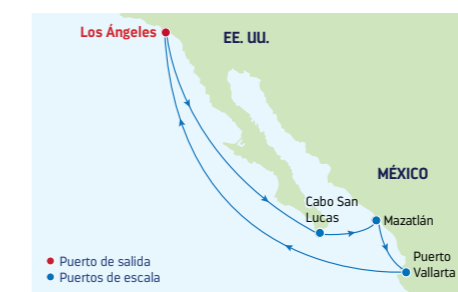 Los Ángeles
EE. UU.
MÉXICO
Cabo San
Lucas
Mazatlán
Puerto
Vallarta
Puerto de salida
Puertos de escala